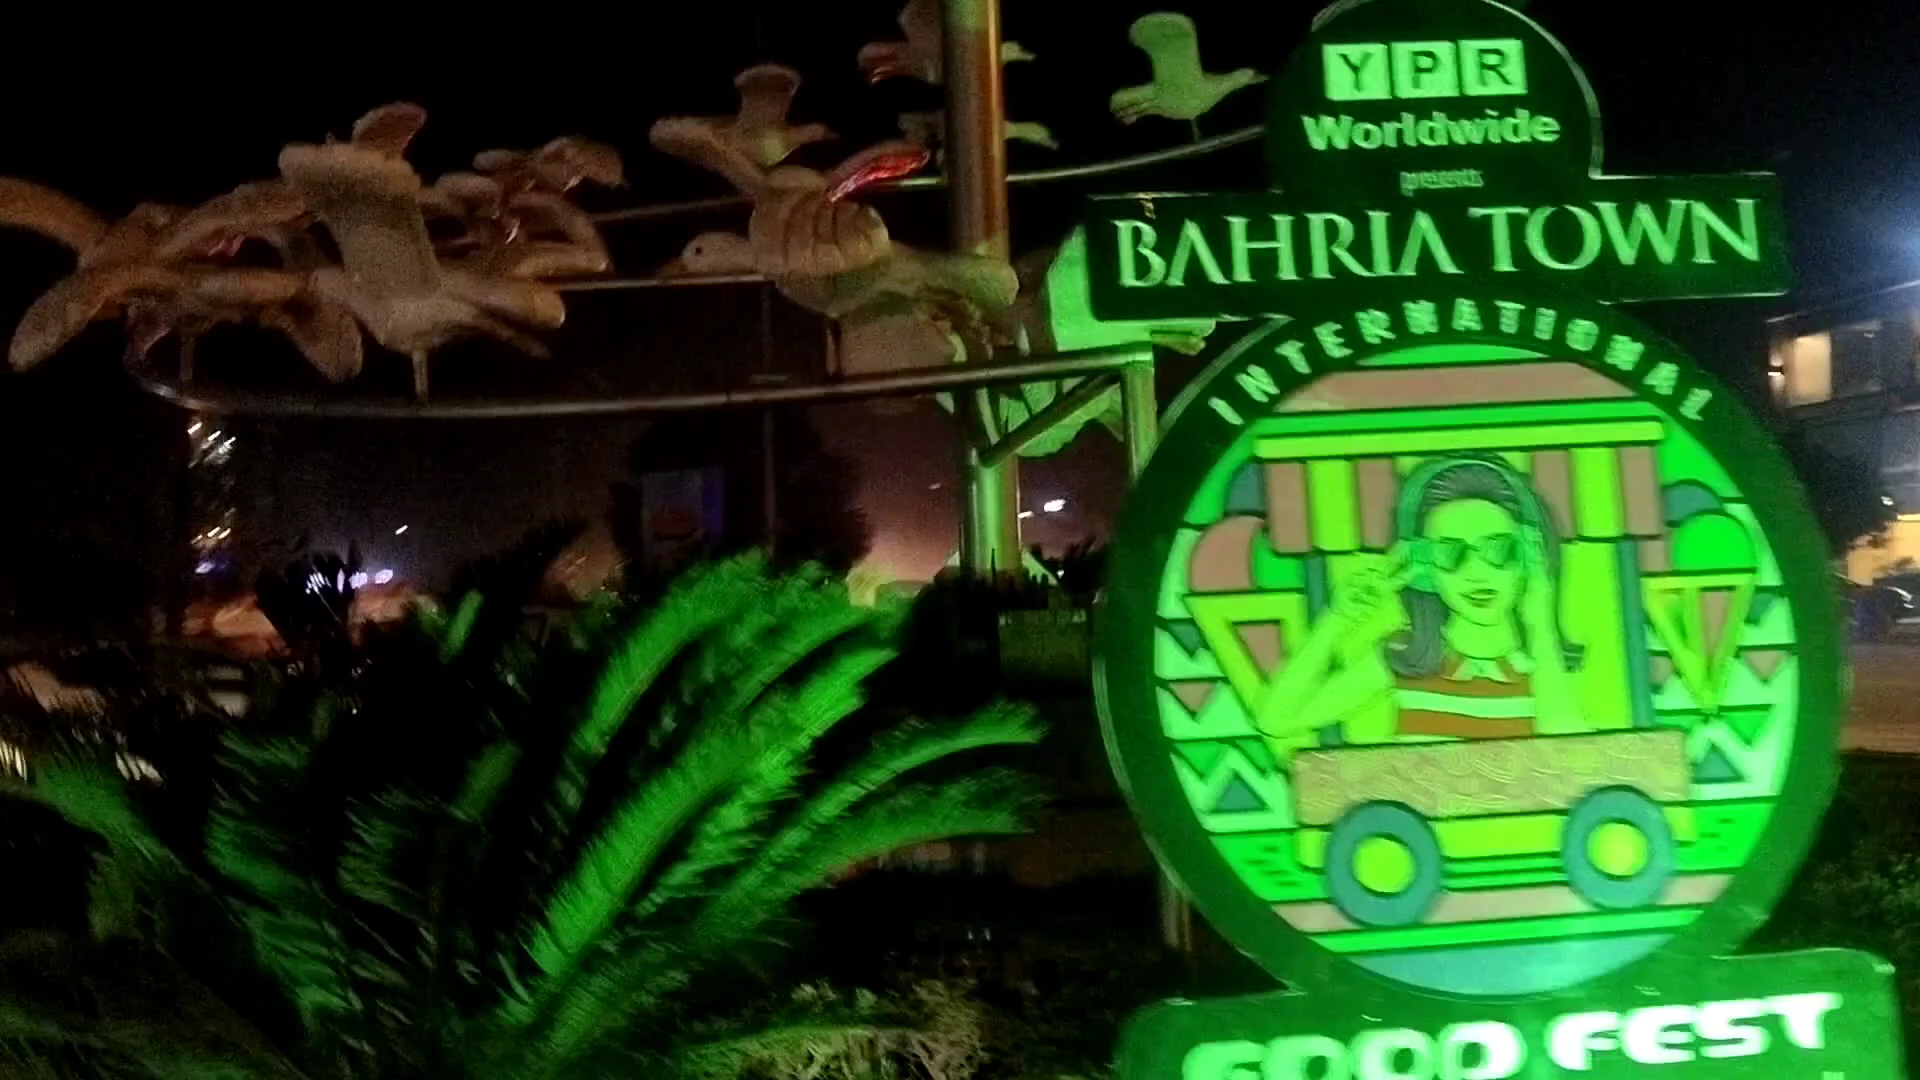 YPR
Worldwide
presents
BAHRIA TOWN
INTERNATIONAL
FOOD FEST